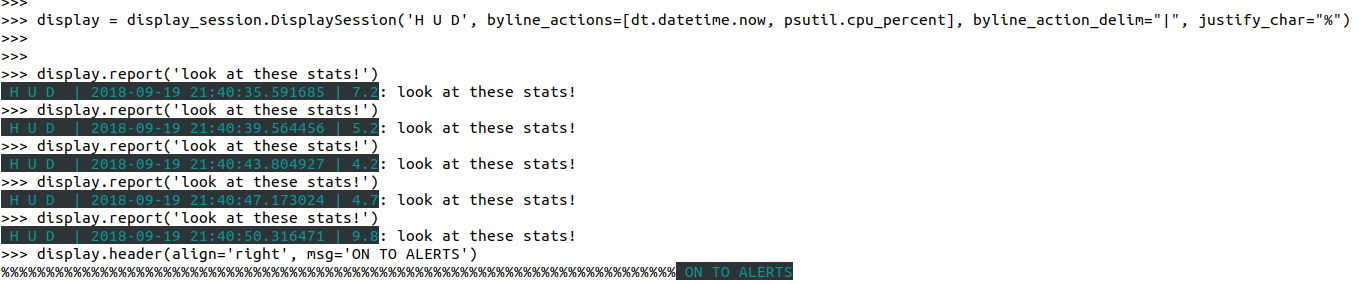 >>>
>>> display = display_session.DisplaySession('H U D', byline_actions=[dt.datetime.now, psutil.cpu_percent], byline_action_delim="|", justify_char="%")
>>>
>>>
>>> display.report('look at these stats!')
H U D  | 2018-09-19 21:40:35.591685 | 7.2: look at these stats!
>>> display.report('look at these stats!')
H U D  | 2018-09-19 21:40:39.564456 | 5.2: look at these stats!
>>> display.report('look at these stats!')
H U D  | 2018-09-19 21:40:43.804927 | 4.2: look at these stats!
>>> display.report('look at these stats!')
H U D  | 2018-09-19 21:40:47.173024 | 4.7: look at these stats!
>>> display.report('look at these stats!')
H U D  | 2018-09-19 21:40:50.316471 | 9.8: look at these stats!
>>> display.header(align='right', msg='ON TO ALERTS')
%%%%%%%%%%%%%%%%%%%%%%%%%%%%%%%%%%%%%%%%%%%%%%%%%%%%%%%%%%%%%%%%%%%%%%%%%%% ON TO ALERTS